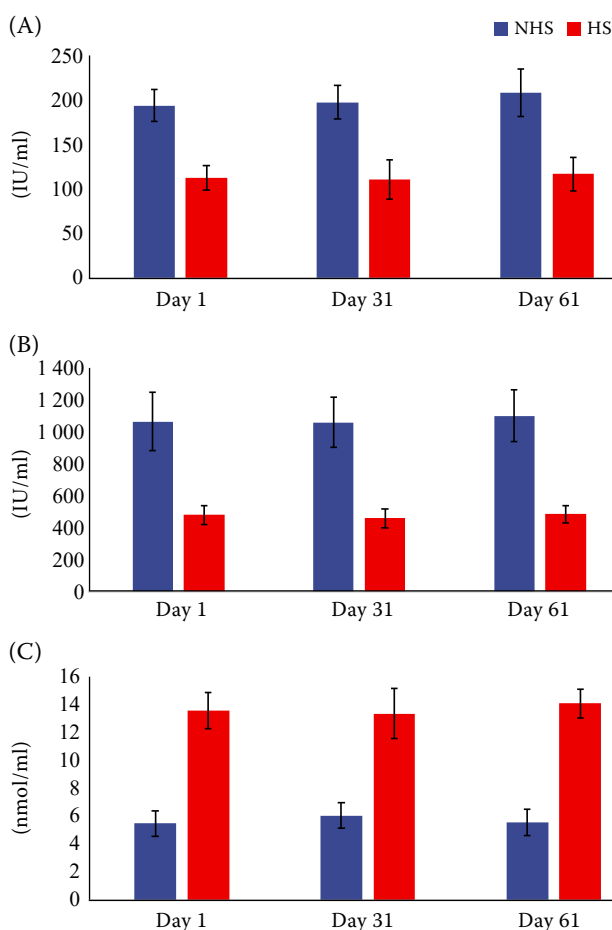 (A)
NHS HS
250
200
150
100
50
0
(IU/ml)
Day 1 Day 31 Day 61
(B)
1 400
1 200
1 000
800
600
400
200
0
(IU/ml)
Day 1 Day 31 Day 61
(C)
16
14
12
10
8
6
4
2
0
(nmol/ml)
Day 1 Day 31 Day 61